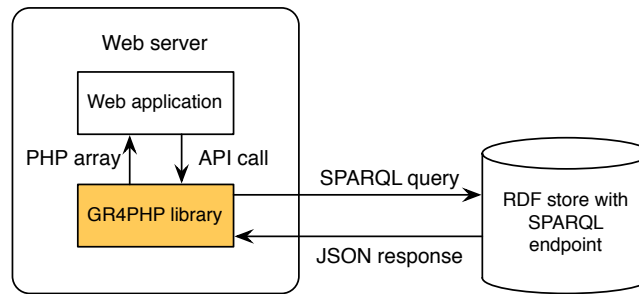 Web server
Web application
PHP array
API call
GR4PHP library
SPARQL query
JSON response
RDF store with
SPARQL
endpoint